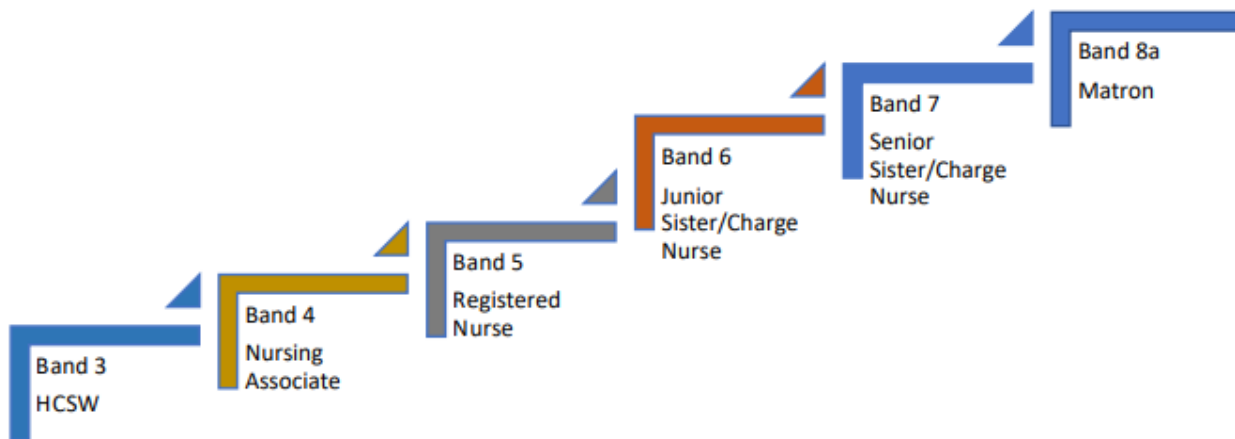 Band 3
HCSW
Band 4
Nursing
Associate
Band 5
Registered
Nurse
Band 6
Junior
Sister/Charge
Nurse
Band 7
Senior
Sister/Charge
Nurse
Band 8a
Matron